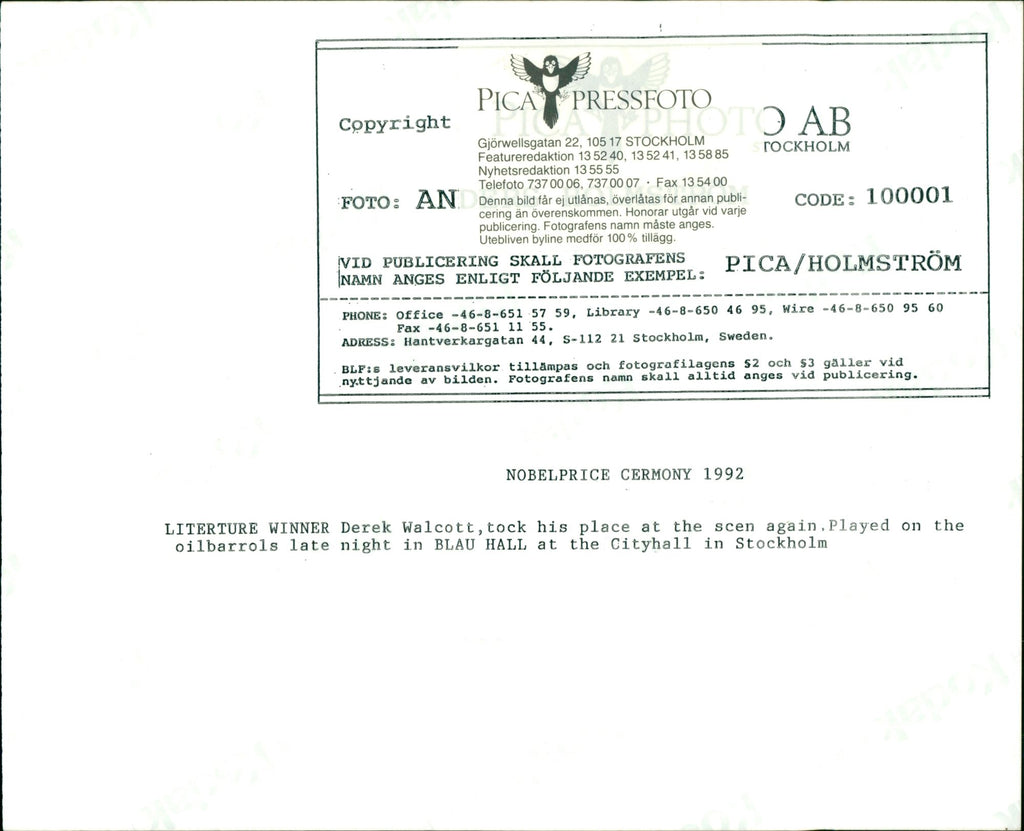 PICA PRESSFOTO
Copyright
O AB
TOCKHOLM
Gjörwellsgatan 22, 105 17 STOCKHOLM
Featureredaktion 13 52 40, 13 52 41, 13 58 85
Nyhetsredaktion 13 55 55
Telefoto 737 00 06, 737 00 07 · Fax 13 54 00
Denna bild får ej utlånas, överlåtas för annan publi-
cering än överenskommen. Honorar utgår vid varje
publicering. Fotografens namn måste anges.
Utebliven byline medför 100% tillägg.
FOTO: AN
CODE: 100001
VID PUBLICERING SKALL FOTOGRAFENS
NAMN ANGES ENLIGT FÖLJANDE EXEMPEL:
PICA/HOLMSTRÖM
PHONE: Office -46-8-651 57 59, Library -46-8-650 46 95, Wire -46-8-650 95 60
Fax -46-8-651 11 55.
ADRESS: Hantverkargatan 44, S-112 21 Stockholm, Sweden.
BLF:s leveransvilkor tillämpas och fotografilagens §2 och §3 gäller vid
nyttjande av bilden. Fotografens namn skall alltid anges vid publicering.
NOBELPRICE CERMONY 1992
LITERTURE WINNER Derek Walcott,tock his place at the scen again.Played on the
oilbarrols late night in BLAU HALL at the Cityhall in Stockholm